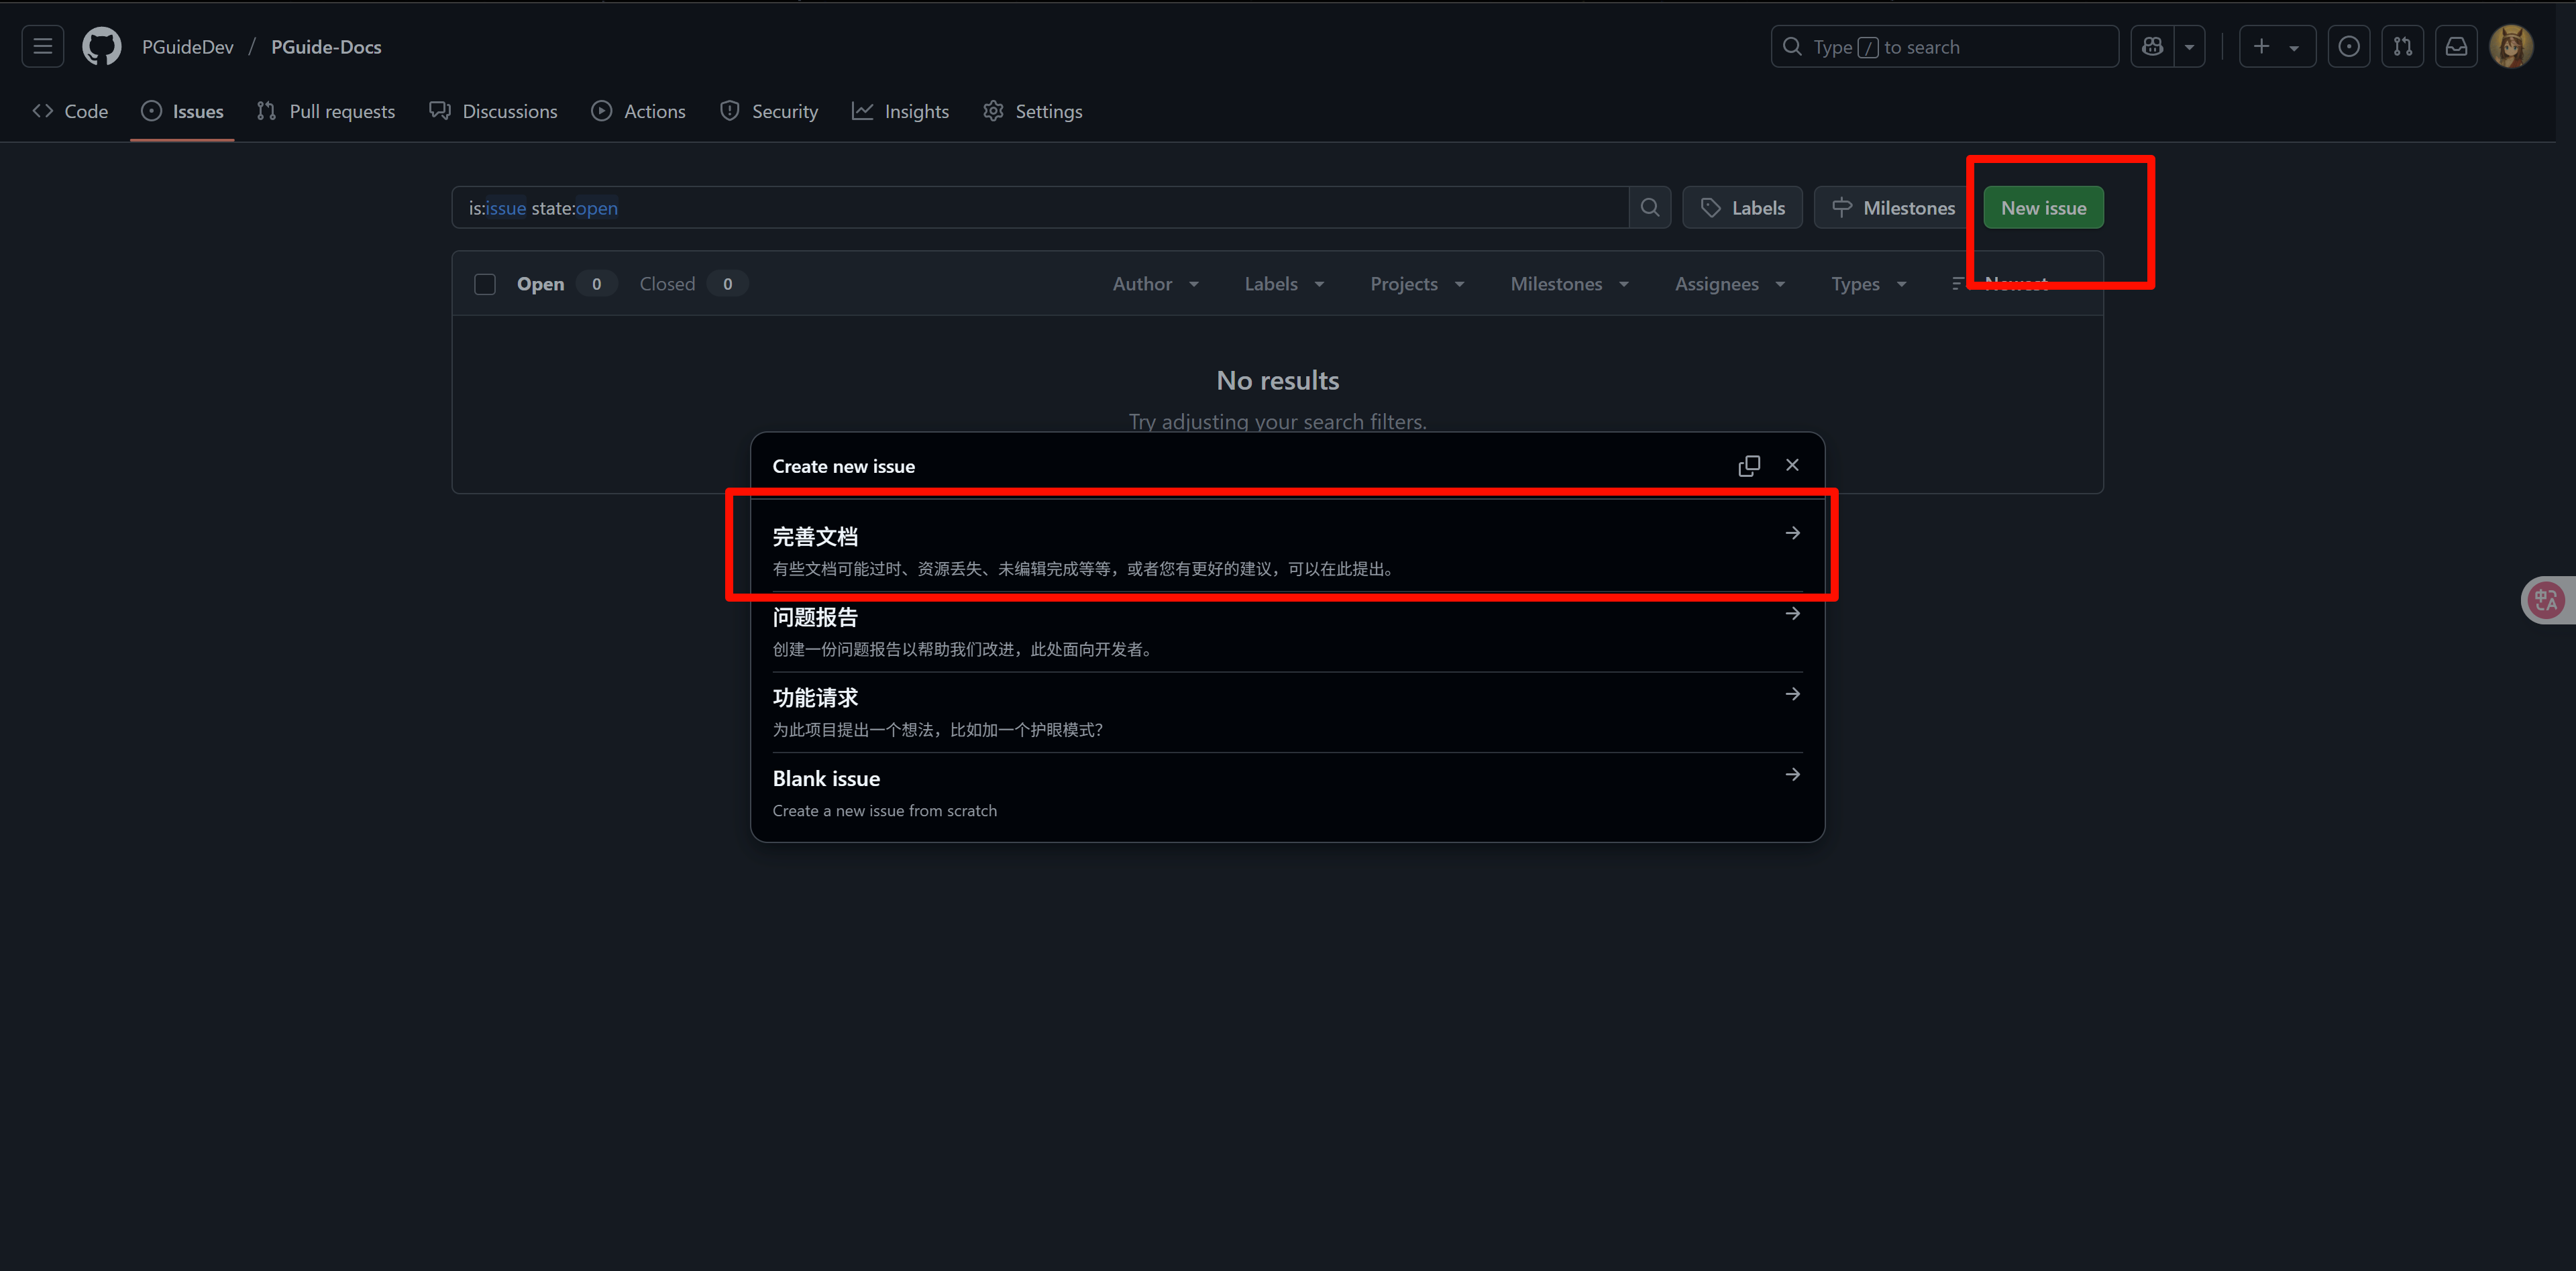 PGuideDev / PGuide-Docs
Type / to search
Code Issues Pull requests Discussions Actions Security Insights Settings
is:issue state:open
Labels Milestones New issue
Open 0 Closed 0 Author Labels Projects Milestones Assignees Types Newest
No results
Try adjusting your search filters.
Create new issue
完善文档
有些文档可能过时、资源丢失、未编辑完成等等，或者您有更好的建议，可以在此提出。
问题报告
创建一份问题报告以帮助我们改进，此处面向开发者。
功能请求
为此项目提出一个想法，比如加一个护眼模式？
Blank issue
Create a new issue from scratch
中A